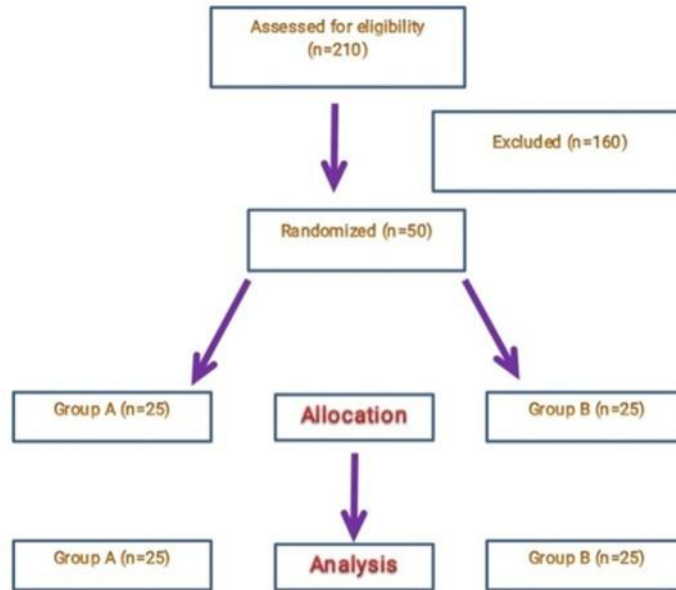 Assessed for eligibility
(n=210)
Excluded (n=160)
Randomized (n=50)
Group A (n=25)
Allocation
Group B (n=25)
Group A (n=25)
Analysis
Group B (n=25)